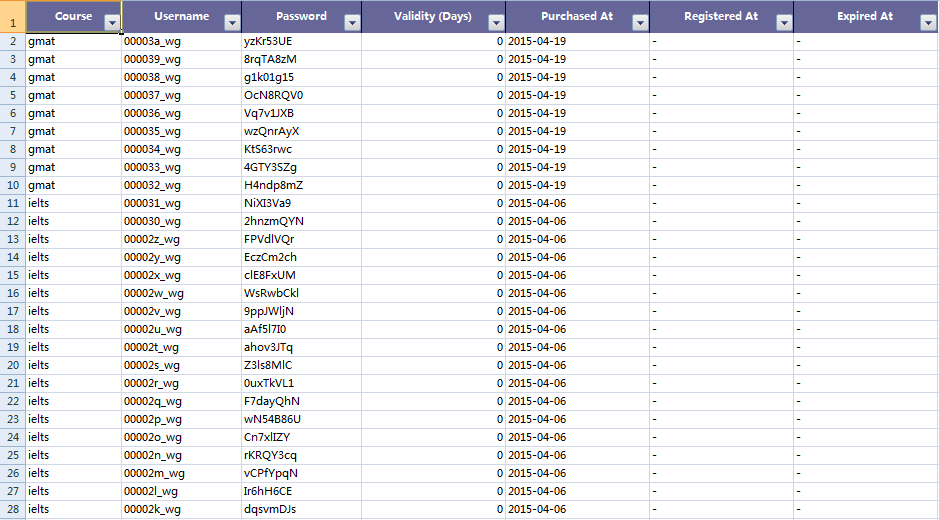 1 Course Username Password Validity (Days) Purchased At Registered At Expired At
2 gmat 00003a_wg yzKr53UE 0 2015-04-19 - -
3 gmat 000039_wg 8rqTA8zM 0 2015-04-19 - -
4 gmat 000038_wg g1k01g15 0 2015-04-19 - -
5 gmat 000037_wg OcN8RQV0 0 2015-04-19 - -
6 gmat 000036_wg Vq7v1JXB 0 2015-04-19 - -
7 gmat 000035_wg wzQnrAyX 0 2015-04-19 - -
8 gmat 000034_wg KtS63rwc 0 2015-04-19 - -
9 gmat 000033_wg 4GTY3SZg 0 2015-04-19 - -
10 gmat 000032_wg H4ndp8mZ 0 2015-04-19 - -
11 ielts 000031_wg NiXI3Va9 0 2015-04-06 - -
12 ielts 000030_wg 2hnzmQYN 0 2015-04-06 - -
13 ielts 00002z_wg FPVdlVQr 0 2015-04-06 - -
14 ielts 00002y_wg EczCm2ch 0 2015-04-06 - -
15 ielts 00002x_wg clE8FxUM 0 2015-04-06 - -
16 ielts 00002w_wg WsRwbCkl 0 2015-04-06 - -
17 ielts 00002v_wg 9ppJWljN 0 2015-04-06 - -
18 ielts 00002u_wg aAf5l7I0 0 2015-04-06 - -
19 ielts 00002t_wg ahov3JTq 0 2015-04-06 - -
20 ielts 00002s_wg Z3ls8MlC 0 2015-04-06 - -
21 ielts 00002r_wg 0uxTkVL1 0 2015-04-06 - -
22 ielts 00002q_wg F7dayQhN 0 2015-04-06 - -
23 ielts 00002p_wg wN54B86U 0 2015-04-06 - -
24 ielts 00002o_wg Cn7xlIZY 0 2015-04-06 - -
25 ielts 00002n_wg rKRQY3cq 0 2015-04-06 - -
26 ielts 00002m_wg vCPfYpqN 0 2015-04-06 - -
27 ielts 00002l_wg Ir6hH6CE 0 2015-04-06 - -
28 ielts 00002k_wg dqsvmDJs 0 2015-04-06 - -